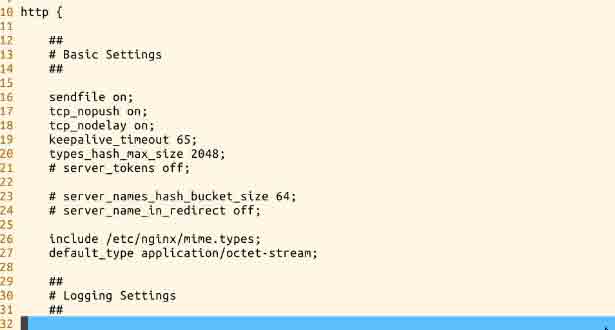 10 http {
11
12     ##
13     # Basic Settings
14     ##
15
16     sendfile on;
17     tcp_nopush on;
18     tcp_nodelay on;
19     keepalive_timeout 65;
20     types_hash_max_size 2048;
21     # server_tokens off;
22
23     # server_names_hash_bucket_size 64;
24     # server_name_in_redirect off;
25
26     include /etc/nginx/mime.types;
27     default_type application/octet-stream;
28
29     ##
30     # Logging Settings
31     ##
32